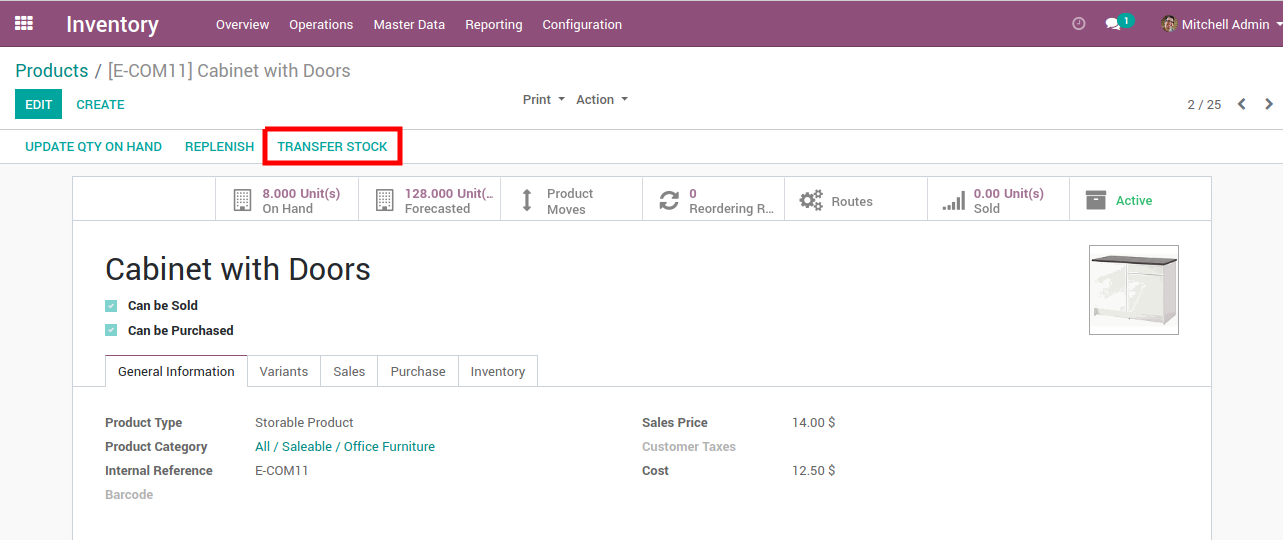 Inventory Overview Operations Master Data Reporting Configuration 1 Mitchell Admin
Products / [E-COM11] Cabinet with Doors
EDIT CREATE Print Action 2 / 25
UPDATE QTY ON HAND REPLENISH TRANSFER STOCK
8.000 Unit(s)
On Hand
128.000 Unit(...
Forecasted
Product
Moves
0
Reordering R...
Routes
0.00 Unit(s)
Sold
Active
Cabinet with Doors
Can be Sold
Can be Purchased
General Information Variants Sales Purchase Inventory
Product Type Storable Product
Product Category All / Saleable / Office Furniture
Internal Reference E-COM11
Barcode
Sales Price 14.00 $
Customer Taxes
Cost 12.50 $